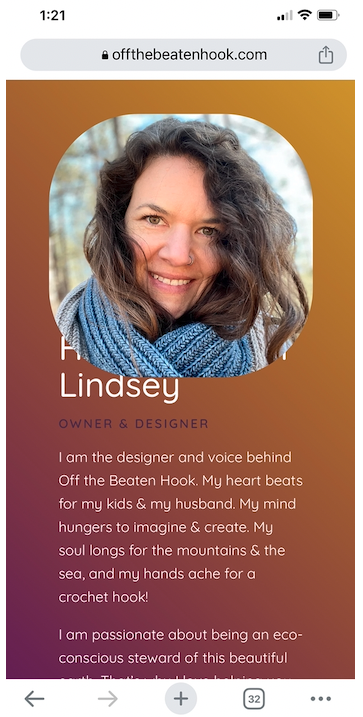 1:21
offthebeatenhook.com
Lindsey
OWNER & DESIGNER
I am the designer and voice behind
Off the Beaten Hook. My heart beats
for my kids & my husband. My mind
hungers to imagine & create. My
soul longs for the mountains & the
sea, and my hands ache for a
crochet hook!
I am passionate about being an eco-
conscious steward of this beautiful
32